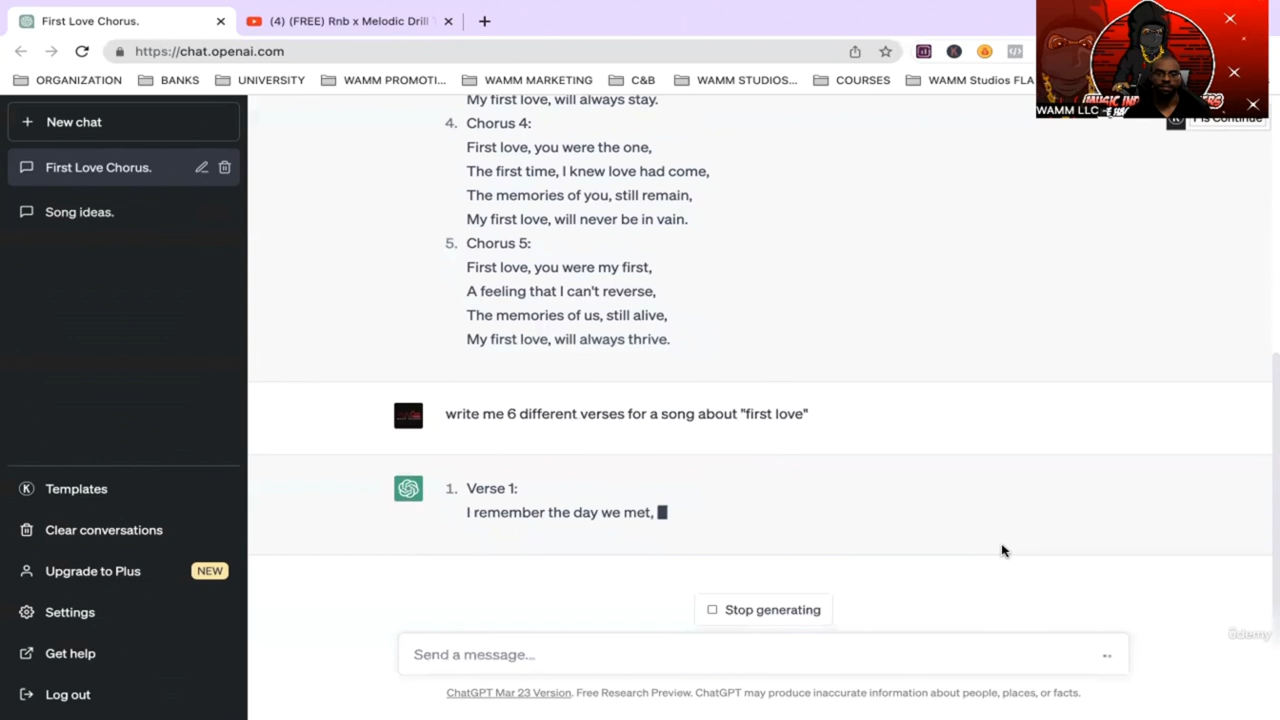 First Love Chorus.
(4) (FREE) Rnb x Melodic Drill
https://chat.openai.com
ORGANIZATION
BANKS
UNIVERSITY
WAMM PROMOTI...
WAMM MARKETING
C&B
WAMM STUDIOS...
COURSES
WAMM Studios FLA
WAMM LLC
New chat
First Love Chorus.
Song ideas.
My first love, will always stay.
4. Chorus 4:
First love, you were the one,
The first time, I knew love had come,
The memories of you, still remain,
My first love, will never be in vain.
5. Chorus 5:
First love, you were my first,
A feeling that I can't reverse,
The memories of us, still alive,
My first love, will always thrive.
write me 6 different verses for a song about "first love"
1. Verse 1:
I remember the day we met,
Templates
Clear conversations
Upgrade to Plus NEW
Settings
Get help
Log out
Stop generating
Send a message...
ChatGPT Mar 23 Version. Free Research Preview. ChatGPT may produce inaccurate information about people, places, or facts.
ûdemy